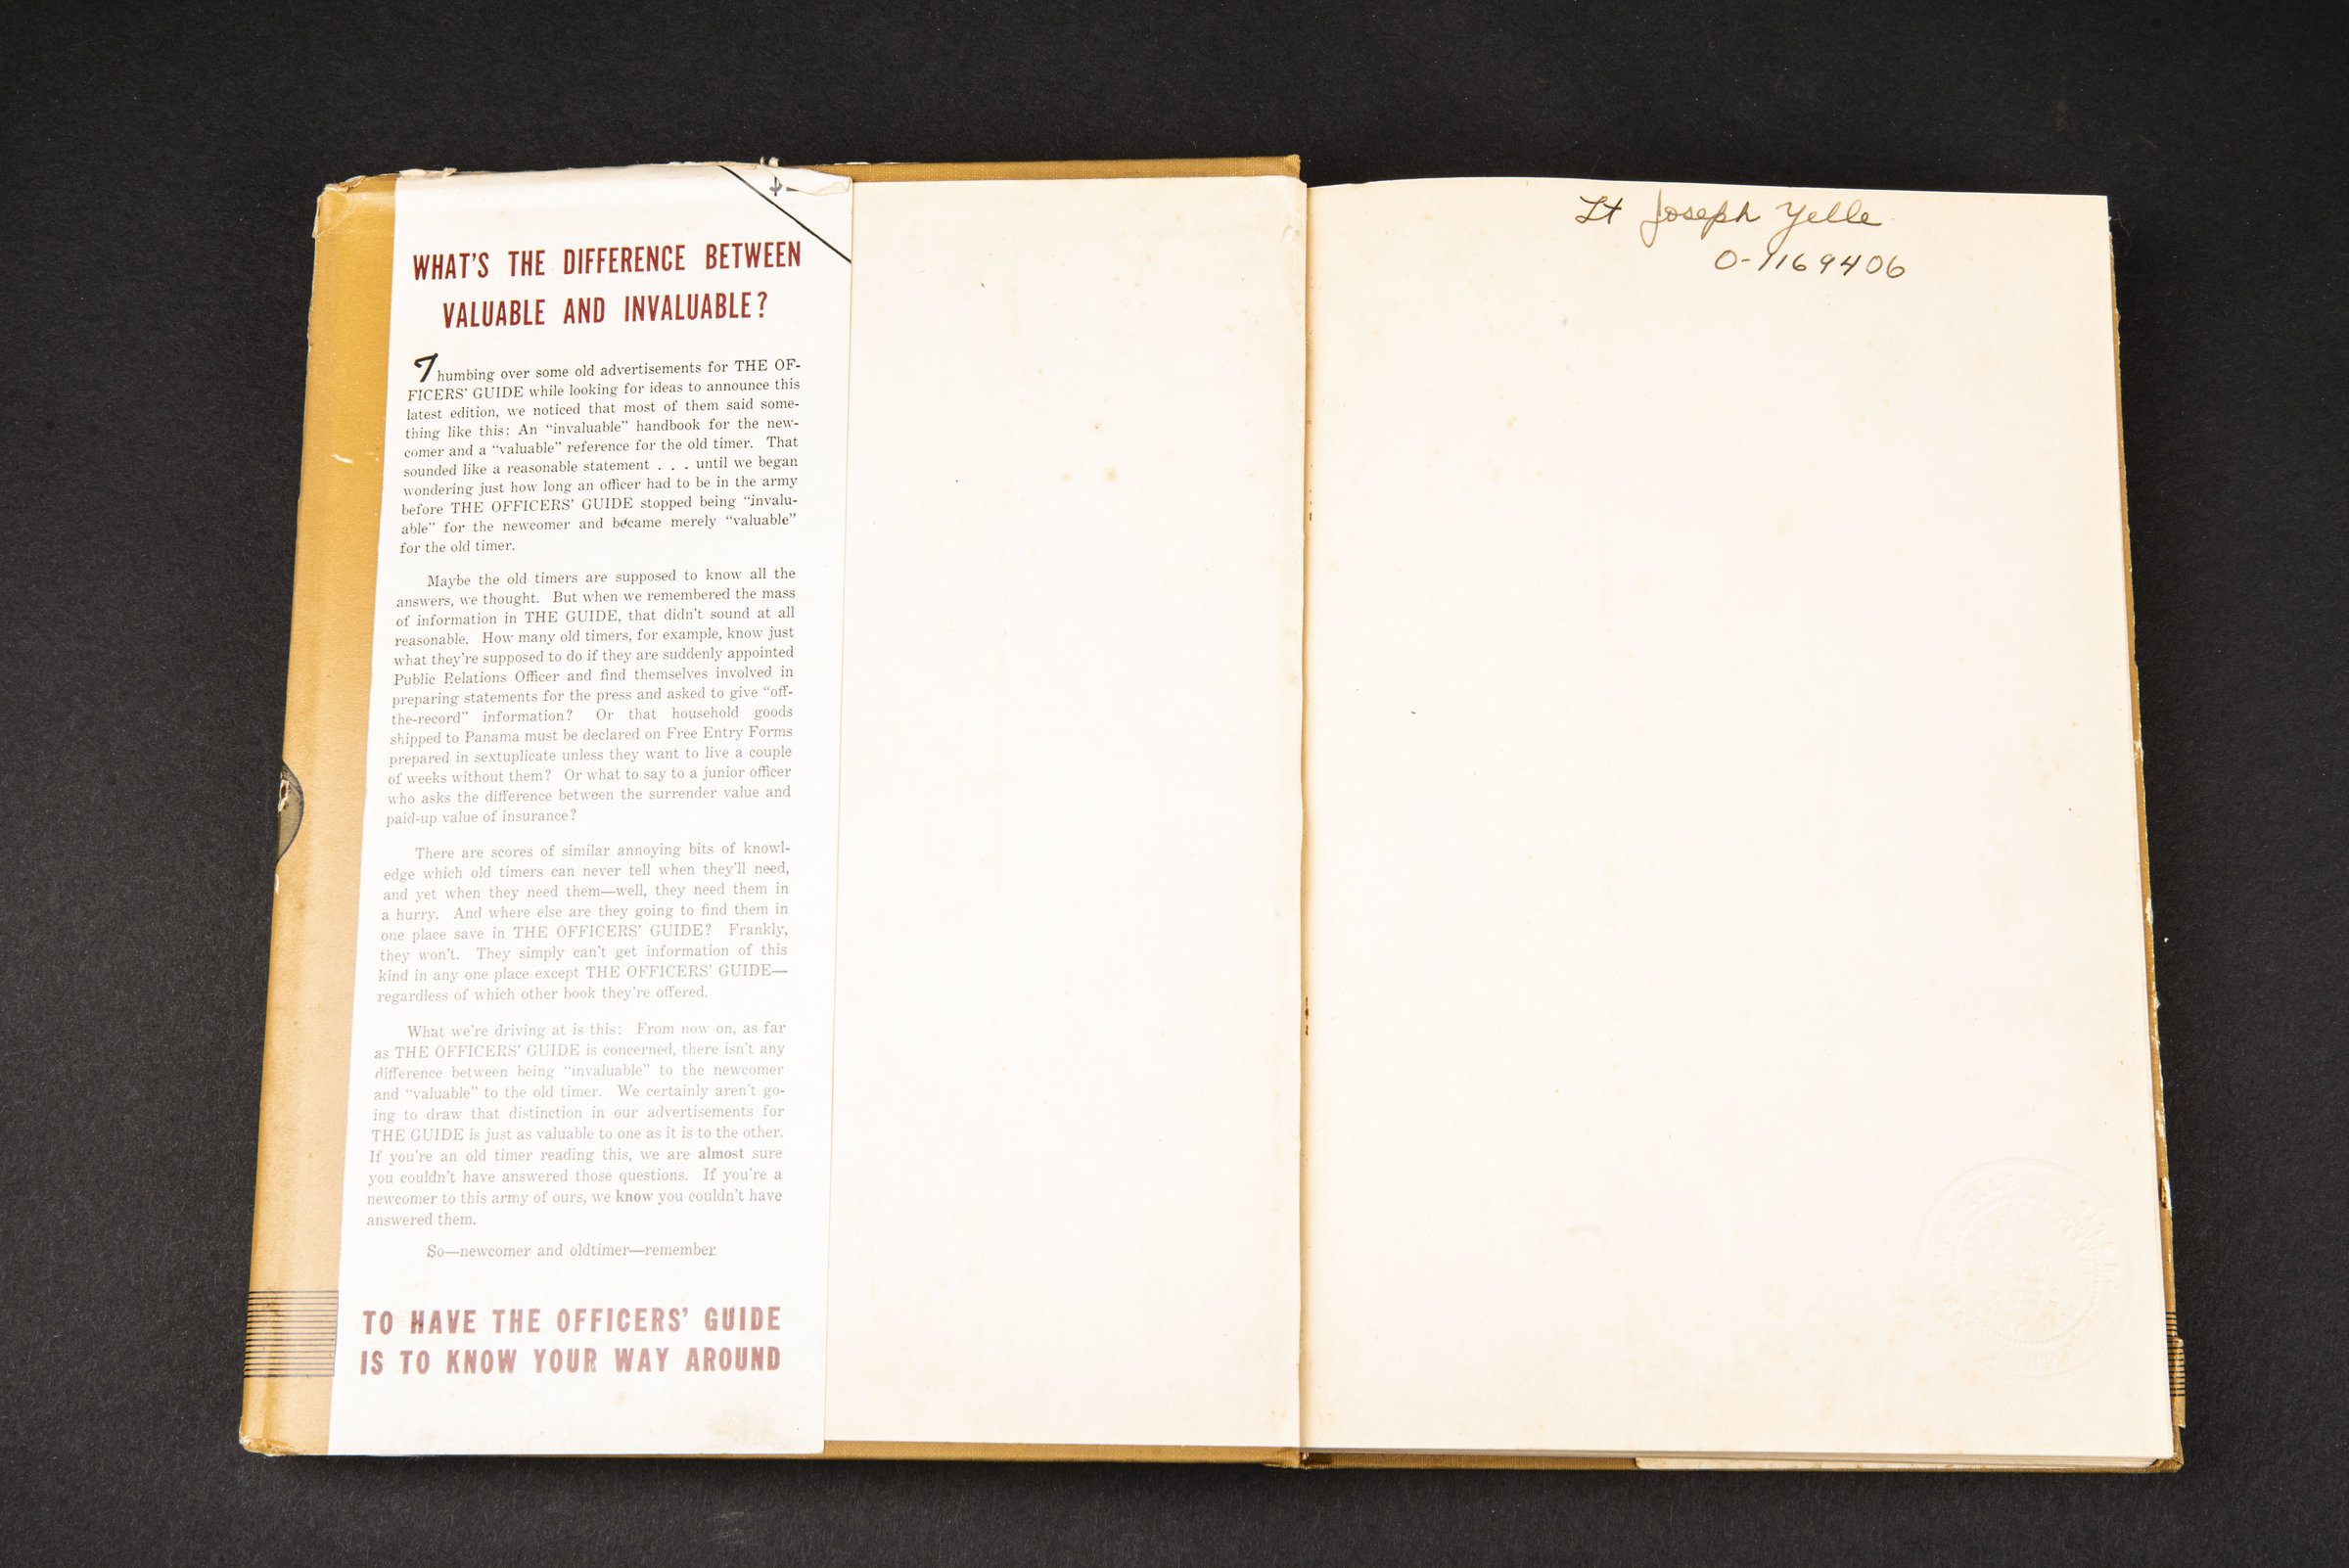 WHAT'S THE DIFFERENCE BETWEEN
VALUABLE AND INVALUABLE?
Thumbing over some old advertisements for THE OF-
FICERS' GUIDE while looking for ideas to announce this
latest edition, we noticed that most of them said some-
thing like this: An “invaluable” handbook for the new-
comer and a “valuable” reference for the old timer. That
sounded like a reasonable statement . . . until we began
wondering just how long an officer had to be in the army
before THE OFFICERS' GUIDE stopped being “invalu-
able” for the newcomer and became merely “valuable”
for the old timer.
Maybe the old timers are supposed to know all the
answers, we thought. But when we remembered the mass
of information in THE GUIDE, that didn't sound at all
reasonable. How many old timers, for example, know just
what they're supposed to do if they are suddenly appointed
Public Relations Officer and find themselves involved in
preparing statements for the press and asked to give “off-
the-record” information? Or that household goods
shipped to Panama must be declared on Free Entry Forms
prepared in sextuplicate unless they want to live a couple
of weeks without them? Or what to say to a junior officer
who asks the difference between the surrender value and
paid-up value of insurance?
There are scores of similar annoying bits of knowl-
edge which old timers can never tell when they'll need,
and yet when they need them—well, they need them in
a hurry. And where else are they going to find them in
one place save in THE OFFICERS' GUIDE? Frankly,
they won't. They simply can't get information of this
kind in any one place except THE OFFICERS' GUIDE—
regardless of which other book they're offered.
What we're driving at is this: From now on, as far
as THE OFFICERS' GUIDE is concerned, there isn't any
difference between being “invaluable” to the newcomer
and “valuable” to the old timer. We certainly aren't go-
ing to draw that distinction in our advertisements for
THE GUIDE is just as valuable to one as it is to the other.
If you're an old timer reading this, we are almost sure
you couldn't have answered those questions. If you're a
newcomer to this army of ours, we know you couldn't have
answered them.
So—newcomer and oldtimer—remember
TO HAVE THE OFFICERS' GUIDE
IS TO KNOW YOUR WAY AROUND
Lt Joseph Yelle
O-1169406